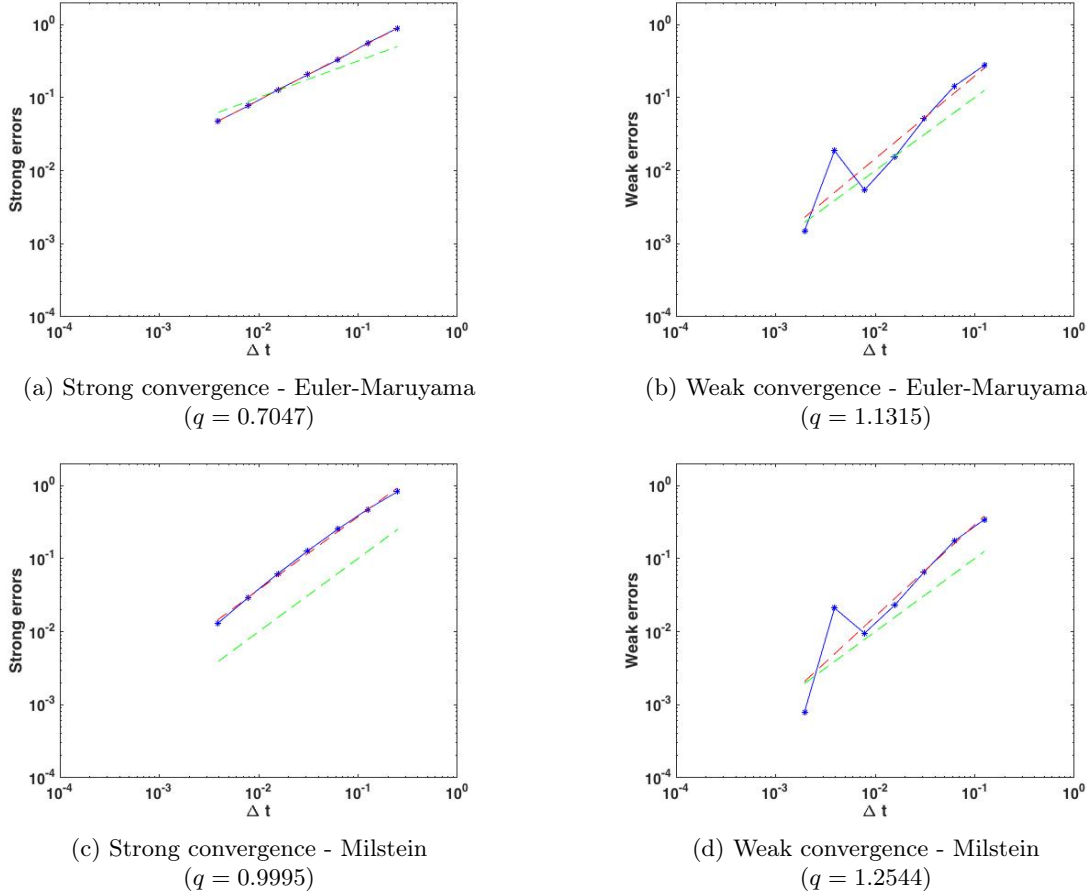 10^0
10^-1
10^-2
10^-3
10^-4
Strong errors
10^-4
10^-3
10^-2
10^-1
10^0
Δ t
(a) Strong convergence - Euler-Maruyama
(q = 0.7047)
10^0
10^-1
10^-2
10^-3
10^-4
Weak errors
10^-4
10^-3
10^-2
10^-1
10^0
Δ t
(b) Weak convergence - Euler-Maruyama
(q = 1.1315)
10^0
10^-1
10^-2
10^-3
10^-4
Strong errors
10^-4
10^-3
10^-2
10^-1
10^0
Δ t
(c) Strong convergence - Milstein
(q = 0.9995)
10^0
10^-1
10^-2
10^-3
10^-4
Weak errors
10^-4
10^-3
10^-2
10^-1
10^0
Δ t
(d) Weak convergence - Milstein
(q = 1.2544)